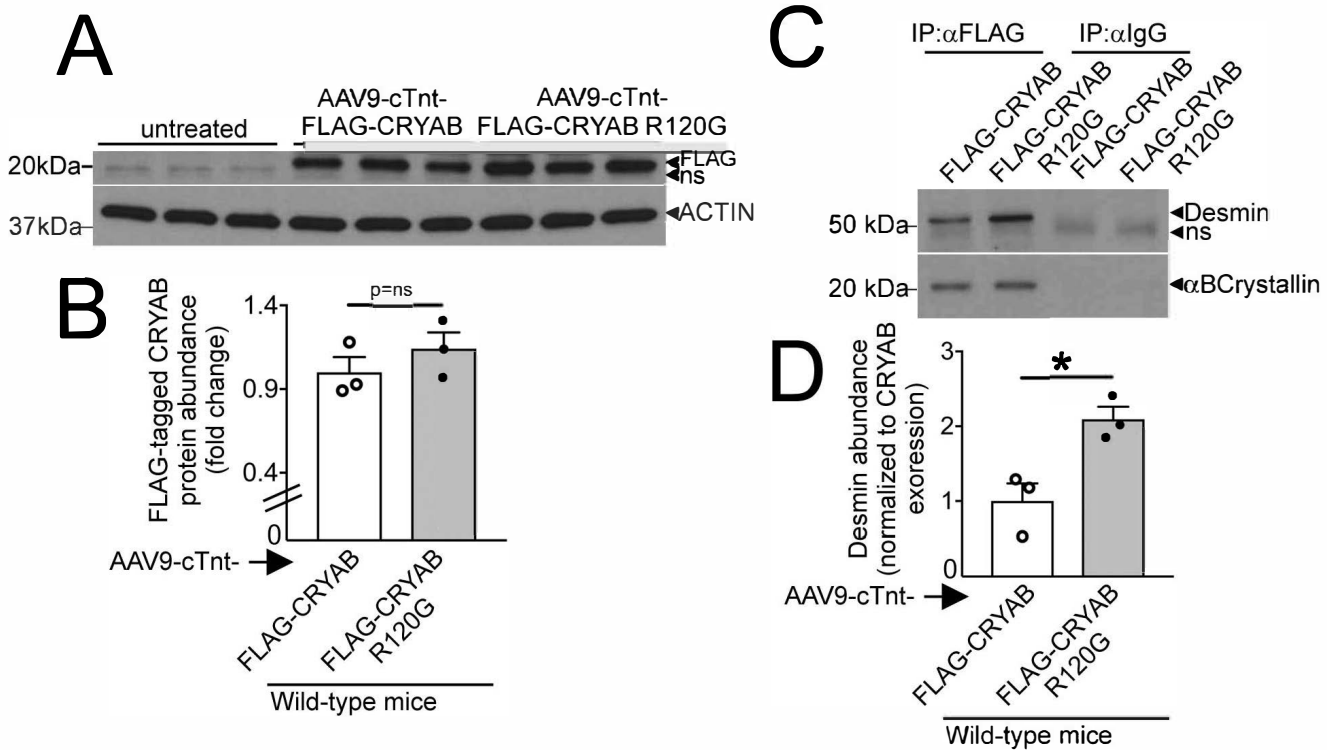 A
untreated
AAV9-cTnt-
FLAG-CRYAB
AAV9-cTnt-
FLAG-CRYAB R120G
20kDa
FLAG
ns
37kDa
ACTIN
B
FLAG-tagged CRYAB
protein abundance
(fold change)
1.4
0.9
0.4
0
p=ns
AAV9-cTnt-
FLAG-CRYAB
FLAG-CRYAB
R120G
Wild-type mice
C
IP:αFLAG
IP:αIgG
FLAG-CRYAB
FLAG-CRYAB
R120G
FLAG-CRYAB
FLAG-CRYAB
R120G
50 kDa
Desmin
ns
20 kDa
αBCrystallin
D
Desmin abundance
(normalized to CRYAB
exoression)
3
2
1
0
*
AAV9-cTnt-
FLAG-CRYAB
FLAG-CRYAB
R120G
Wild-type mice